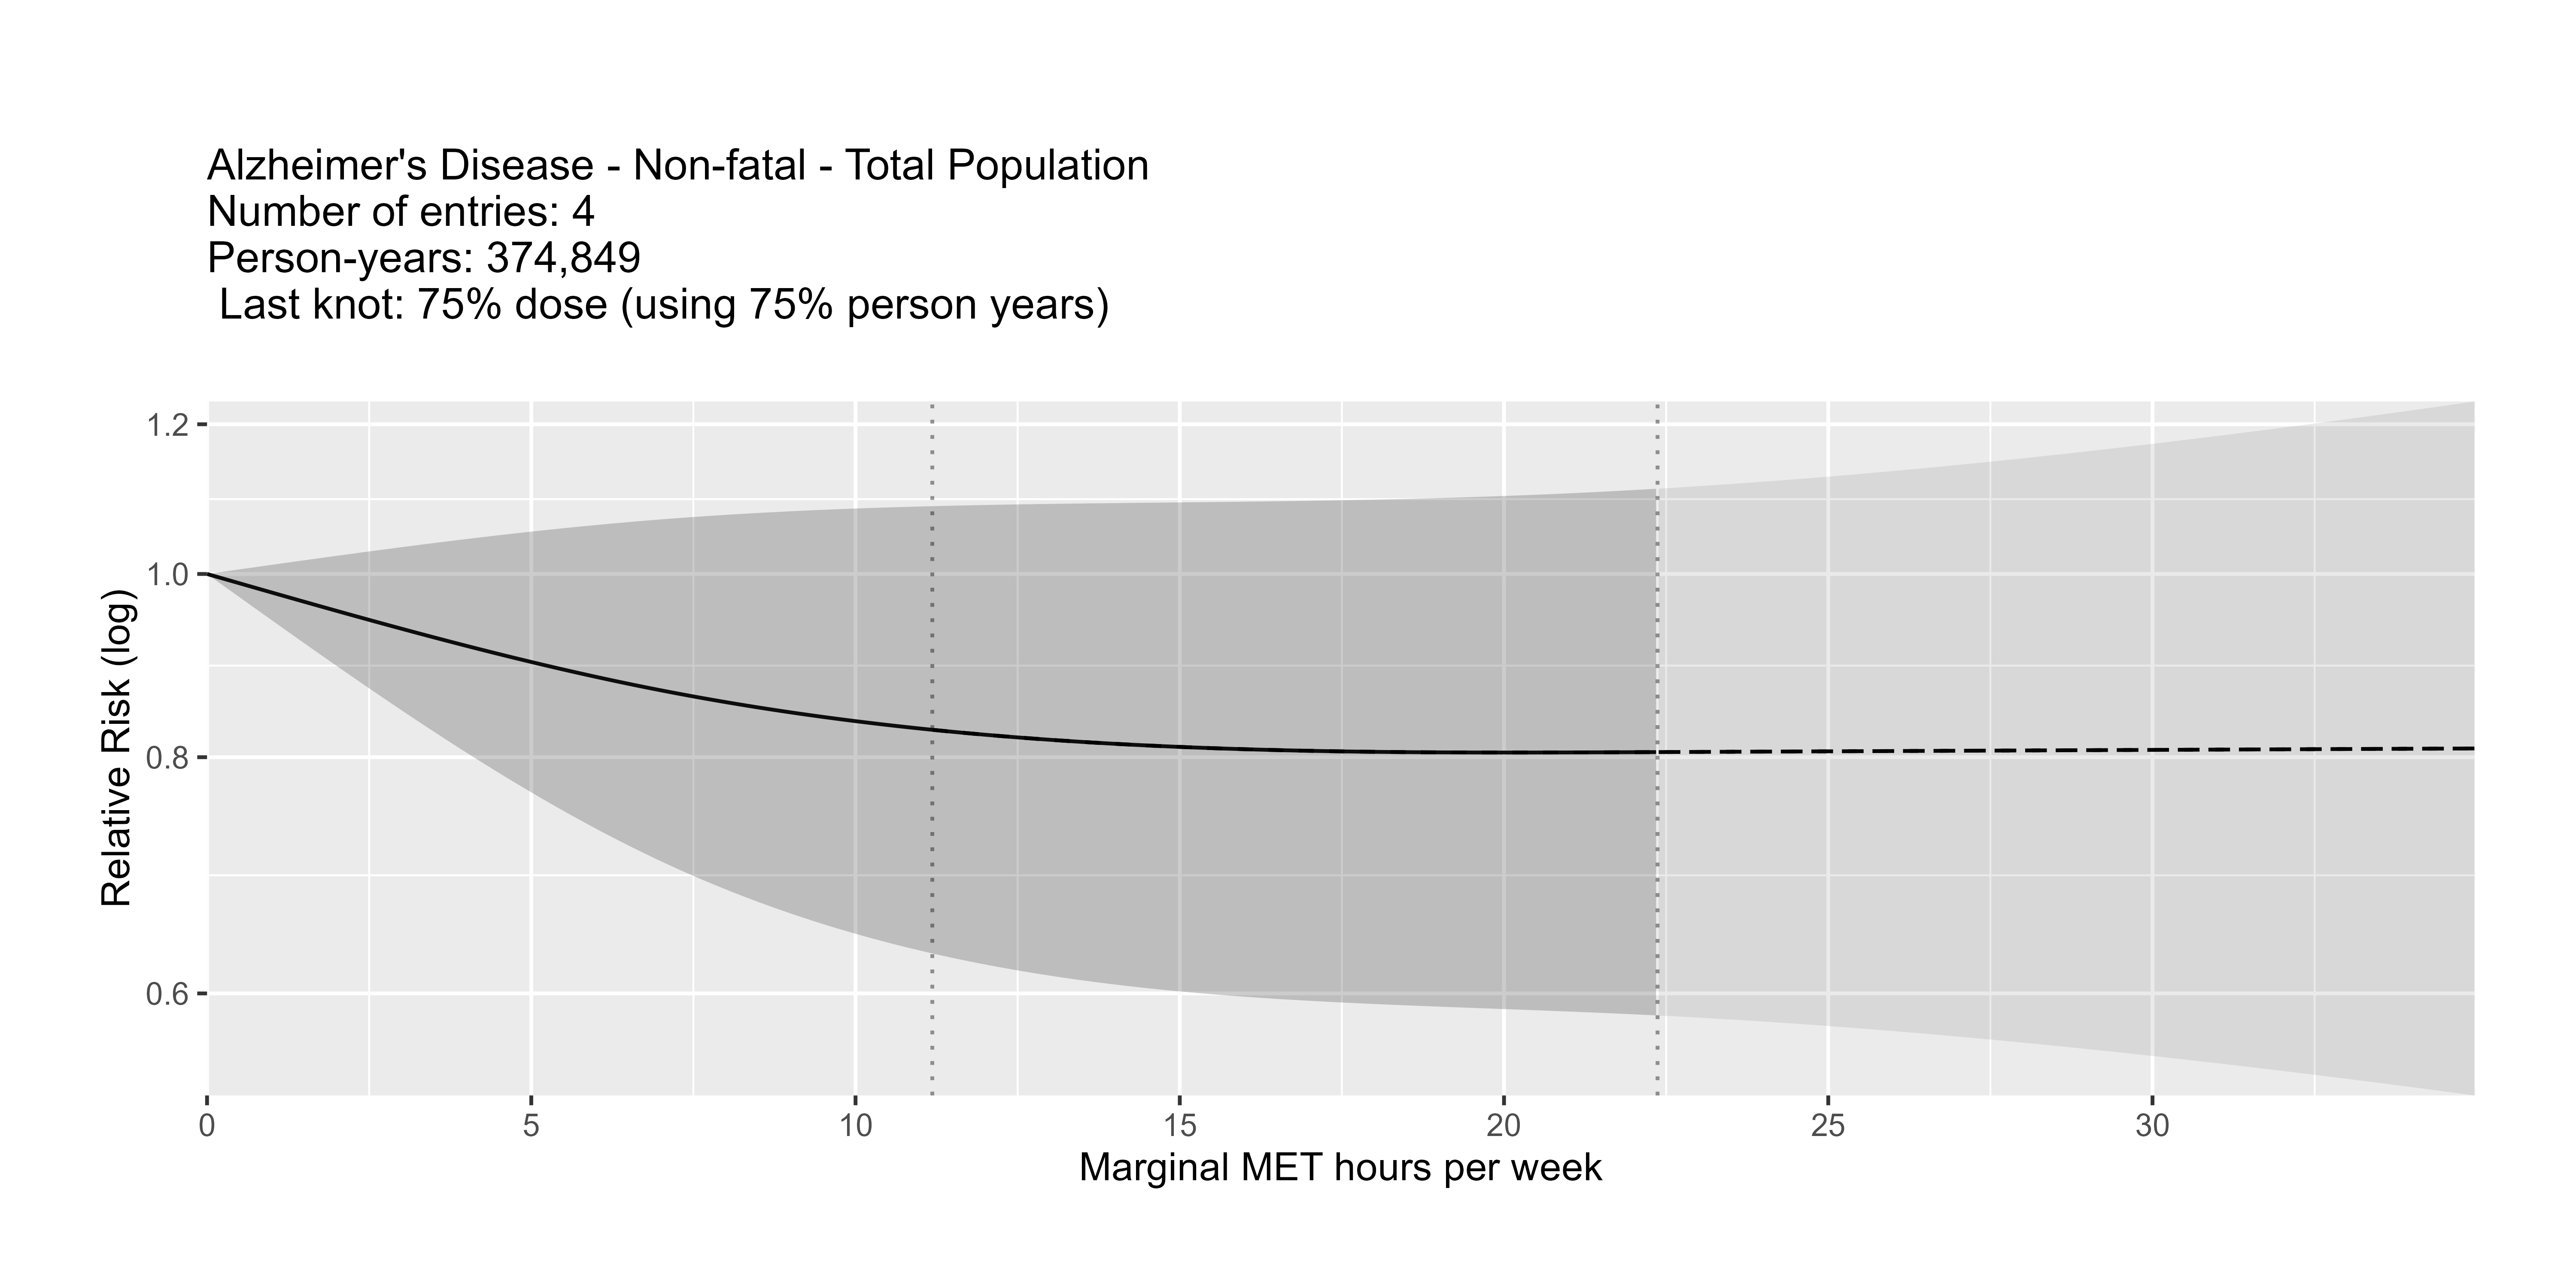 Alzheimer's Disease - Non-fatal - Total Population
Number of entries: 4
Person-years: 374,849
Last knot: 75% dose (using 75% person years)
1.2
1.0
0.8
0.6
Relative Risk (log)
0 5 10 15 20 25 30
Marginal MET hours per week